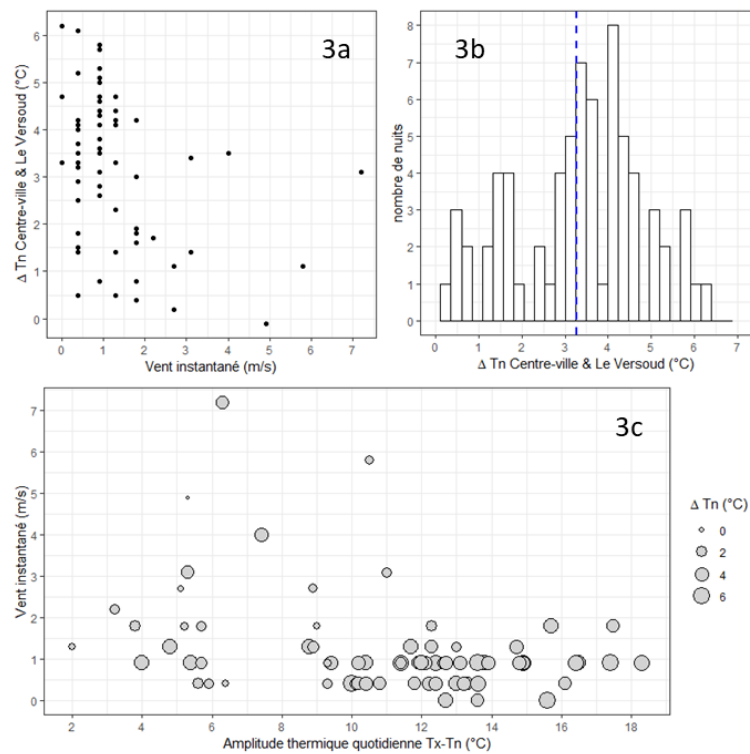 3a
Δ Tn Centre-ville & Le Versoud (°C)
6
5
4
3
2
1
0
0 1 2 3 4 5 6 7
Vent instantané (m/s)
3b
nombre de nuits
8
7
6
5
4
3
2
1
0
0 1 2 3 4 5 6 7
Δ Tn Centre-ville & Le Versoud (°C)
3c
Vent instantané (m/s)
7
6
5
4
3
2
1
0
2 4 6 8 10 12 14 16 18
Amplitude thermique quotidienne Tx-Tn (°C)
Δ Tn (°C)
0
2
4
6